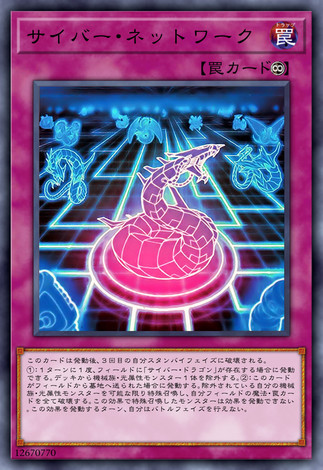 サイバー・ネットワーク
トラップ
罠
【罠カード】
このカードは発動後、3回目の自分スタンバイフェイズに破壊される。
①:1ターンに1度、フィールドに「サイバー・ドラゴン」が存在する場合に発動
できる。デッキから機械族・光属性モンスター1体を除外する。②:このカード
がフィールドから墓地へ送られた場合に発動する。除外されている自分の機械
族・光属性モンスターを可能な限り特殊召喚し、自分フィールドの魔法・罠カー
ドを全て破壊する。この効果で特殊召喚したモンスターは効果を発動できない。
この効果を発動するターン、自分はバトルフェイズを行えない。
12670770